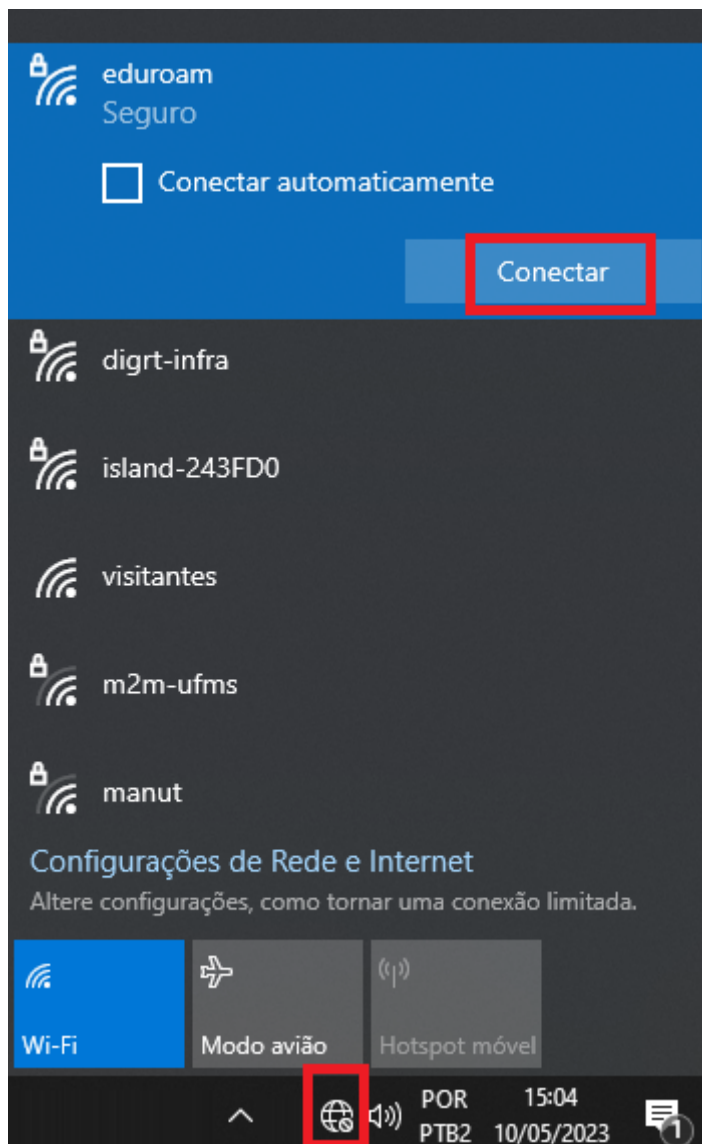 eduroam
Seguro
Conectar automaticamente
Conectar
digrt-infra
island-243FD0
visitantes
m2m-ufms
manut
Configurações de Rede e Internet
Altere configurações, como tornar uma conexão limitada.
Wi-Fi
Modo avião
Hotspot móvel
POR
PTB2
15:04
10/05/2023
1